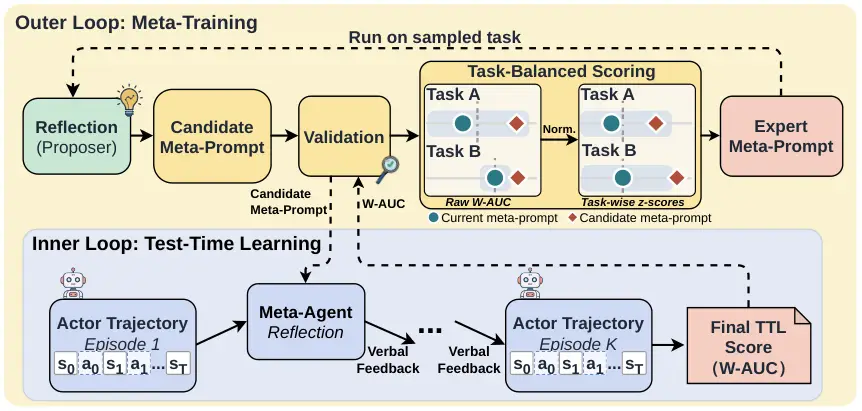 Outer Loop: Meta-Training
Run on sampled task
Reflection
(Proposer)
Candidate
Meta-Prompt
Validation
Task-Balanced Scoring
Task A
Task B
Raw W-AUC
Norm.
Task A
Task B
Task-wise z-scores
Expert
Meta-Prompt
Current meta-prompt
Candidate meta-prompt
Candidate
Meta-Prompt
W-AUC
Inner Loop: Test-Time Learning
Actor Trajectory
Episode 1
s0 a0 s1 a1 ... sT
Meta-Agent
Reflection
Verbal
Feedback
...
Verbal
Feedback
Actor Trajectory
Episode K
s0 a0 s1 a1 ... sT
Final TTL
Score
(W-AUC)